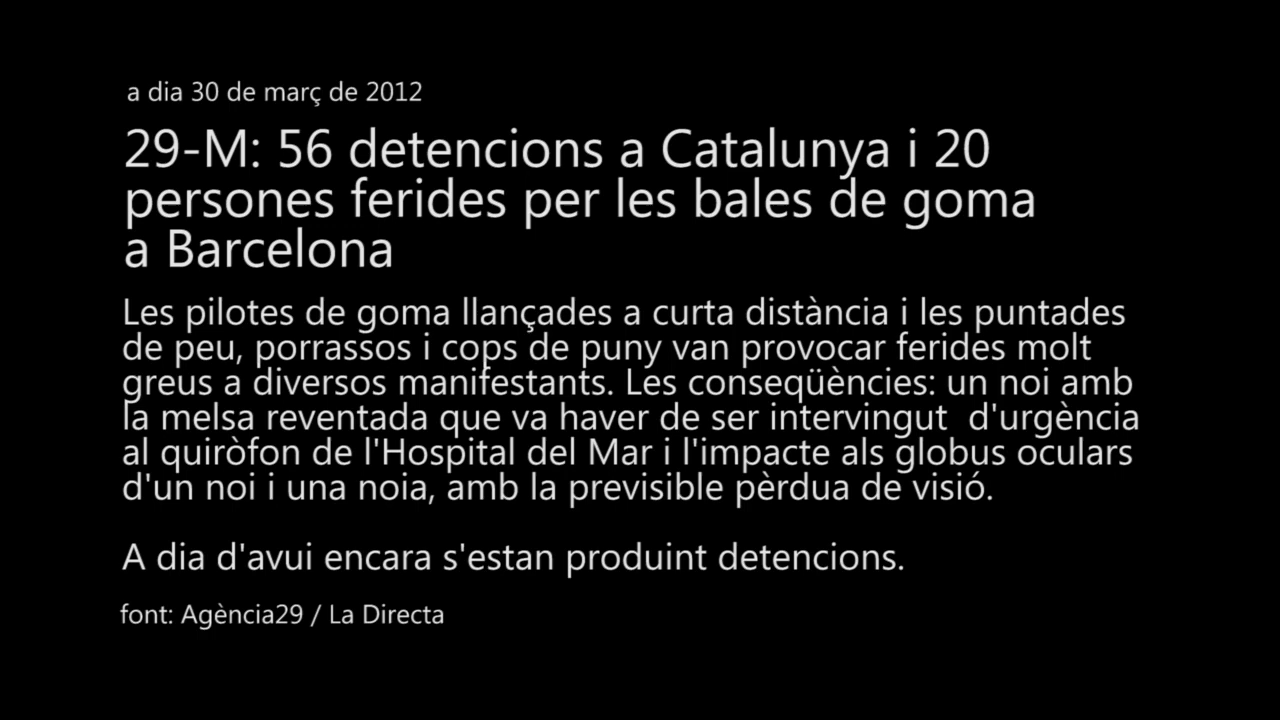 a dia 30 de març de 2012
29-M: 56 detencions a Catalunya i 20
persones ferides per les bales de goma
a Barcelona
Les pilotes de goma llançades a curta distància i les puntades
de peu, porrassos i cops de puny van provocar ferides molt
greus a diversos manifestants. Les conseqüències: un noi amb
la melsa reventada que va haver de ser intervingut  d'urgència
al quiròfon de l'Hospital del Mar i l'impacte als globus oculars
d'un noi i una noia, amb la previsible pèrdua de visió.
A dia d'avui encara s'estan produint detencions.
font: Agència29 / La Directa